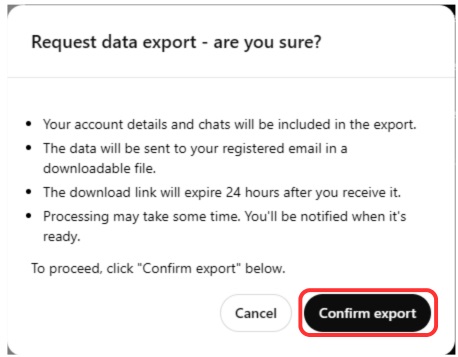 Request data export - are you sure?
• Your account details and chats will be included in the export.
• The data will be sent to your registered email in a
downloadable file.
• The download link will expire 24 hours after you receive it.
• Processing may take some time. You'll be notified when it's
ready.
To proceed, click "Confirm export" below.
Cancel
Confirm export